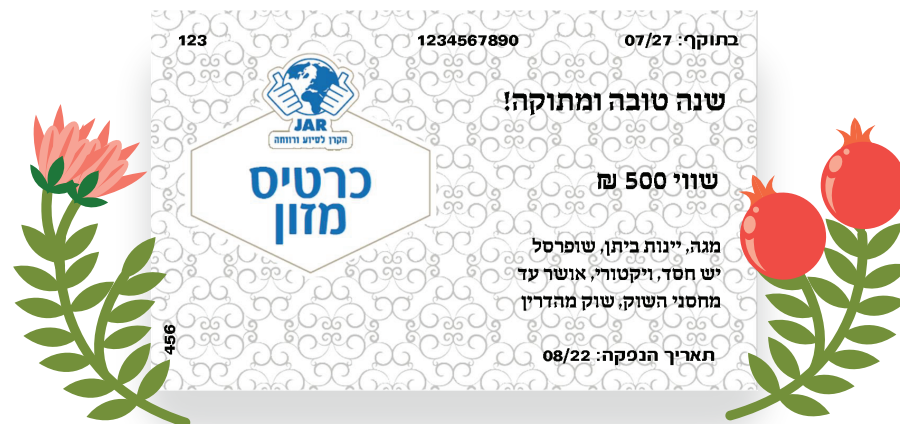 בתוקף: 07/27
1234567890
123
שנה טובה ומתוקה!
JAR
הקרן לסיוע ורווחה
כרטיס
מזון
שווי 500 ₪
מגה, יינות ביתן, שופרסל
יש חסד, ויקטורי, אושר עד
מחסני השוק, שוק מהדרין
תאריך הנפקה: 08/22
456